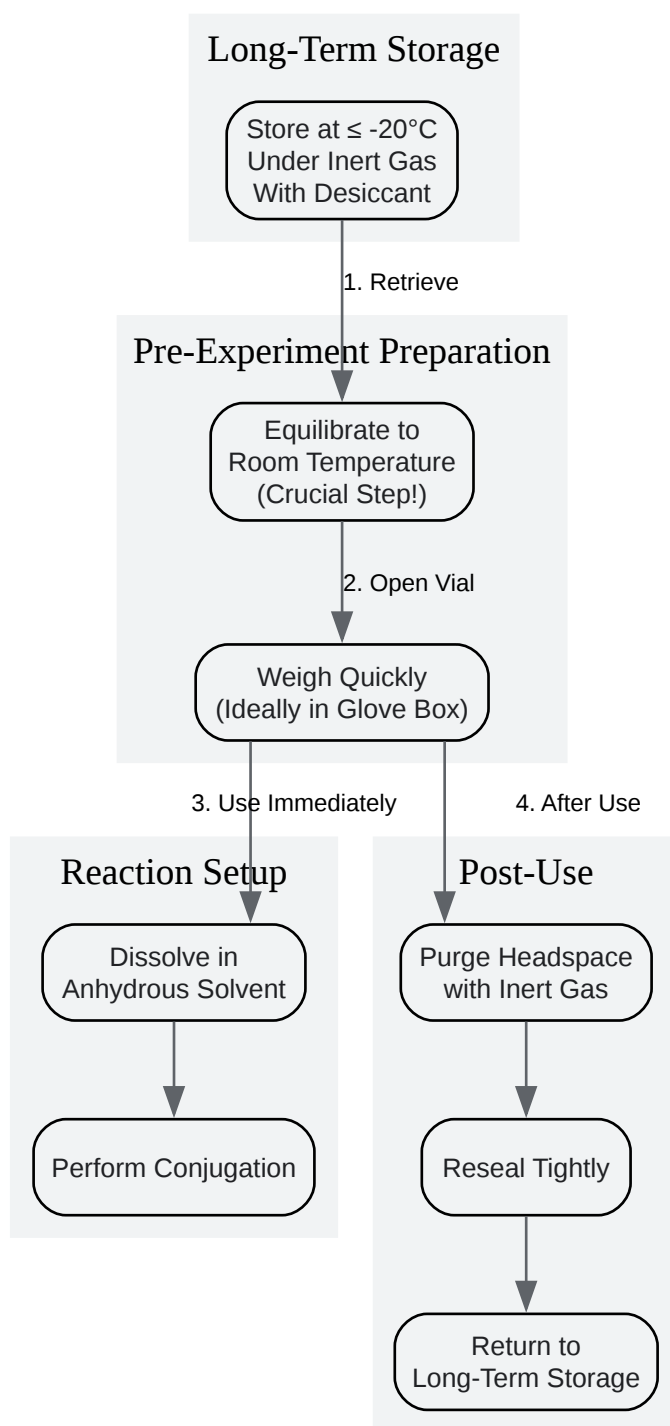 Long-Term Storage
Store at ≤ -20°C
Under Inert Gas
With Desiccant
1. Retrieve
Pre-Experiment Preparation
Equilibrate to
Room Temperature
(Crucial Step!)
2. Open Vial
Weigh Quickly
(Ideally in Glove Box)
3. Use Immediately
4. After Use
Reaction Setup
Dissolve in
Anhydrous Solvent
Perform Conjugation
Post-Use
Purge Headspace
with Inert Gas
Reseal Tightly
Return to
Long-Term Storage